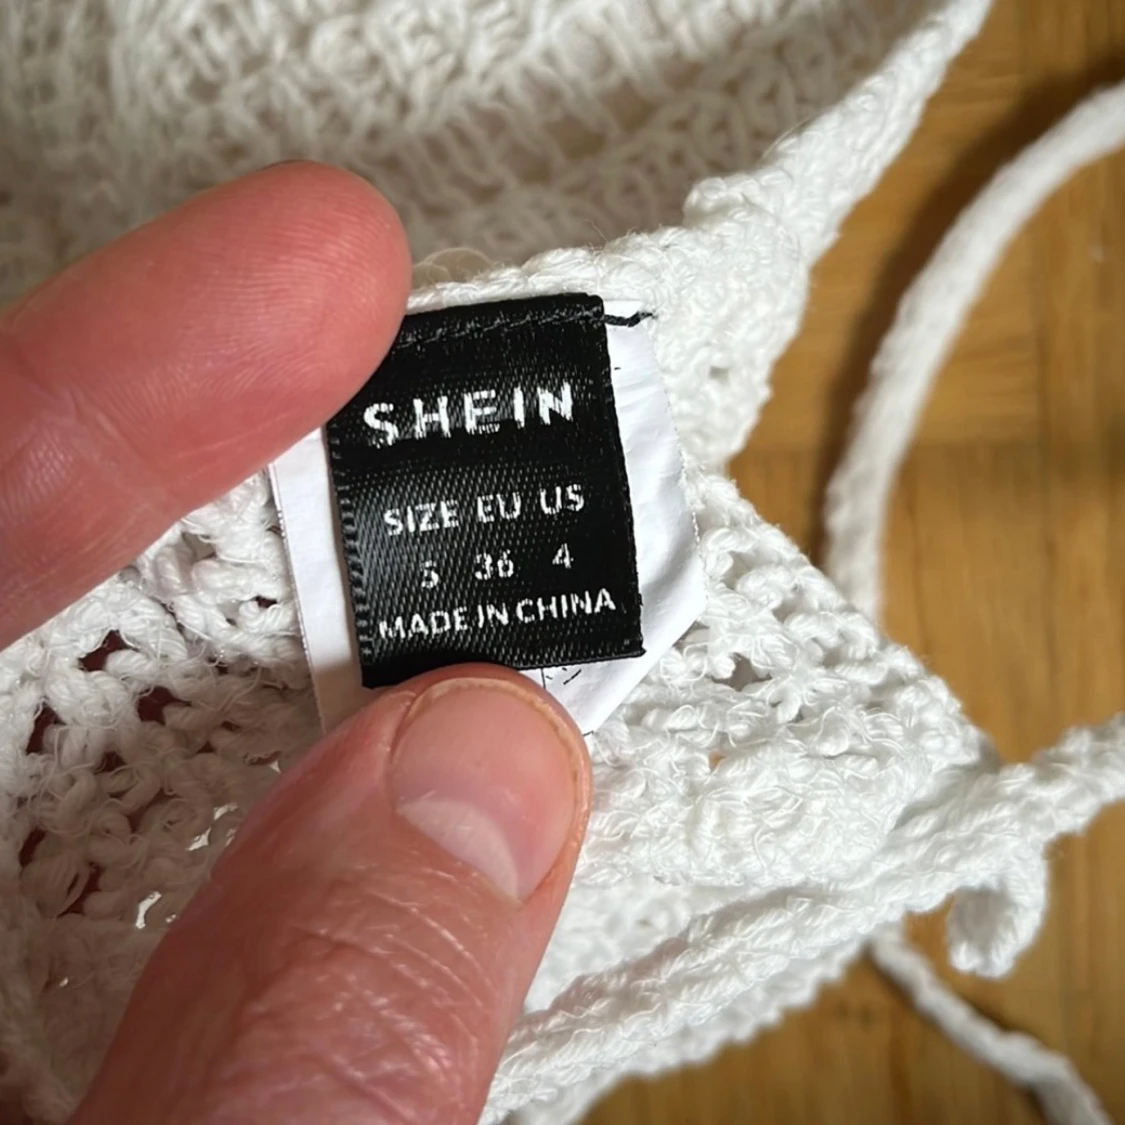 SHEIN
SIZE EU US
S 36 4
MADE IN CHINA